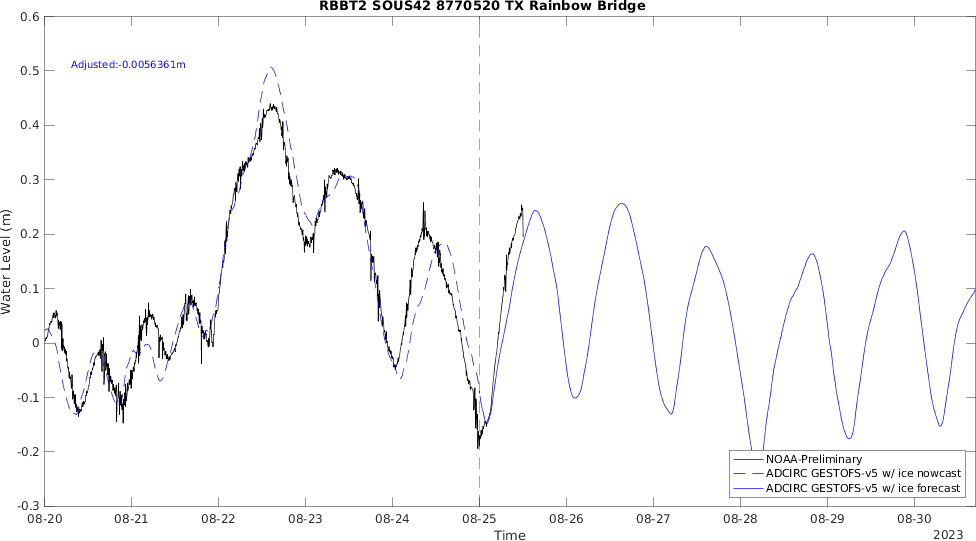 RBBT2 SOUS42 8770520 TX Rainbow Bridge
Adjusted:-0.0056361m
Water Level (m)
0.6
0.5
0.4
0.3
0.2
0.1
0
-0.1
-0.2
-0.3
NOAA-Preliminary
ADCIRC GESTOFS-v5 w/ ice nowcast
ADCIRC GESTOFS-v5 w/ ice forecast
08-20 08-21 08-22 08-23 08-24 08-25 08-26 08-27 08-28 08-29 08-30
Time
2023